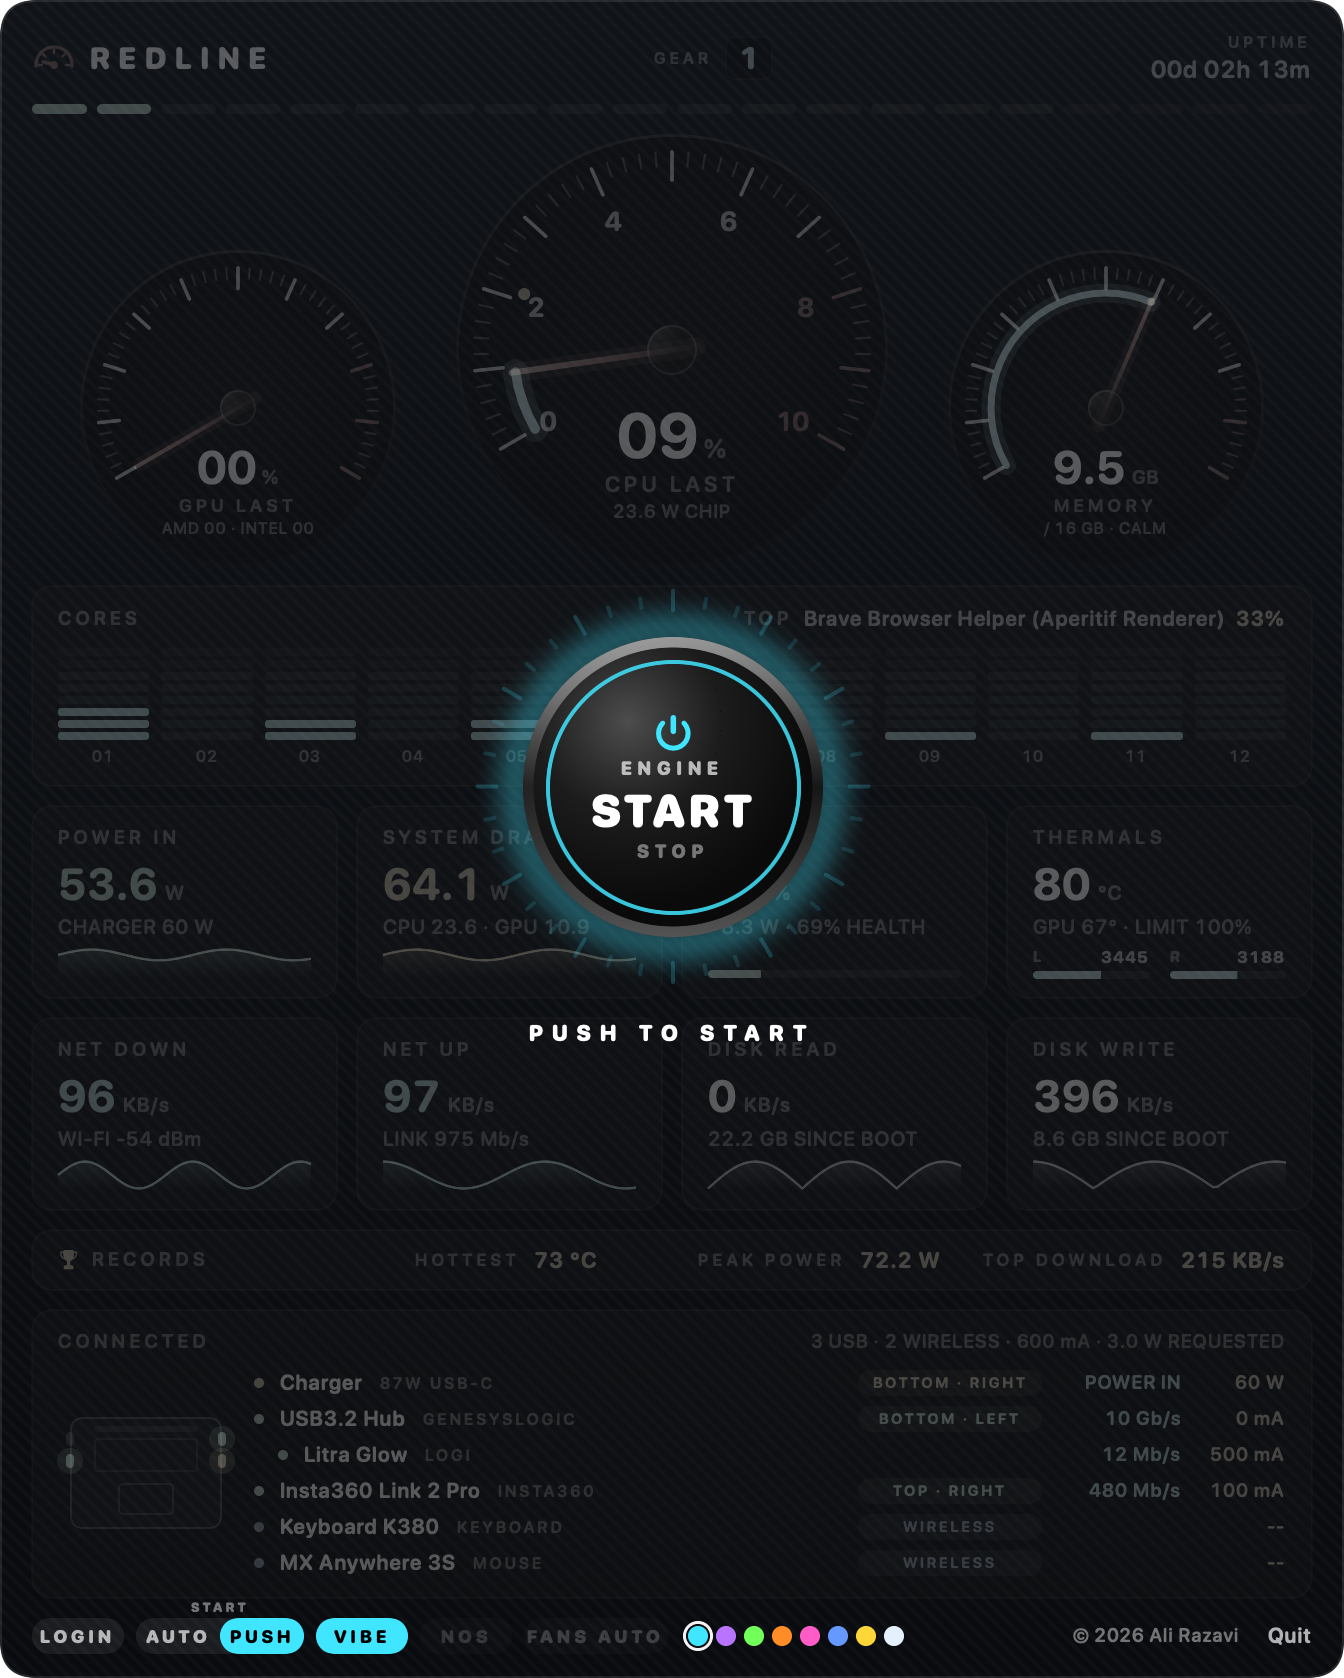 REDLINE
GEAR 1
UPTIME
00d 02h 13m
4 6
2 8
0 10
09 %
CPU LAST
23.6 W CHIP
00 %
GPU LAST
AMD 00 · INTEL 00
9.5 GB
MEMORY
/ 16 GB · CALM
CORES
TOP Brave Browser Helper (Aperitif Renderer) 33%
01 02 03 04 05 08 09 10 11 12
ENGINE
START
STOP
PUSH TO START
POWER IN
53.6 W
CHARGER 60 W
SYSTEM DRA
64.1 W
CPU 23.6 · GPU 10.9
%
8.3 W · 69% HEALTH
THERMALS
80 °C
GPU 67° · LIMIT 100%
L 3445 R 3188
NET DOWN
96 KB/s
WI-FI -54 dBm
NET UP
97 KB/s
LINK 975 Mb/s
DISK READ
0 KB/s
22.2 GB SINCE BOOT
DISK WRITE
396 KB/s
8.6 GB SINCE BOOT
RECORDS HOTTEST 73 °C PEAK POWER 72.2 W TOP DOWNLOAD 215 KB/s
CONNECTED 3 USB · 2 WIRELESS · 600 mA · 3.0 W REQUESTED
Charger 87W USB-C BOTTOM · RIGHT POWER IN 60 W
USB3.2 Hub GENESYSLOGIC BOTTOM · LEFT 10 Gb/s 0 mA
Litra Glow LOGI 12 Mb/s 500 mA
Insta360 Link 2 Pro INSTA360 TOP · RIGHT 480 Mb/s 100 mA
Keyboard K380 KEYBOARD WIRELESS --
MX Anywhere 3S MOUSE WIRELESS --
START
LOGIN AUTO PUSH VIBE NOS FANS AUTO © 2026 Ali Razavi Quit